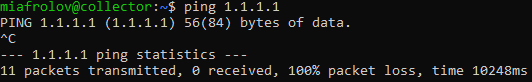 miafrolov@collector:~$ ping 1.1.1.1
PING 1.1.1.1 (1.1.1.1) 56(84) bytes of data.
^C
--- 1.1.1.1 ping statistics ---
11 packets transmitted, 0 received, 100% packet loss, time 10248ms